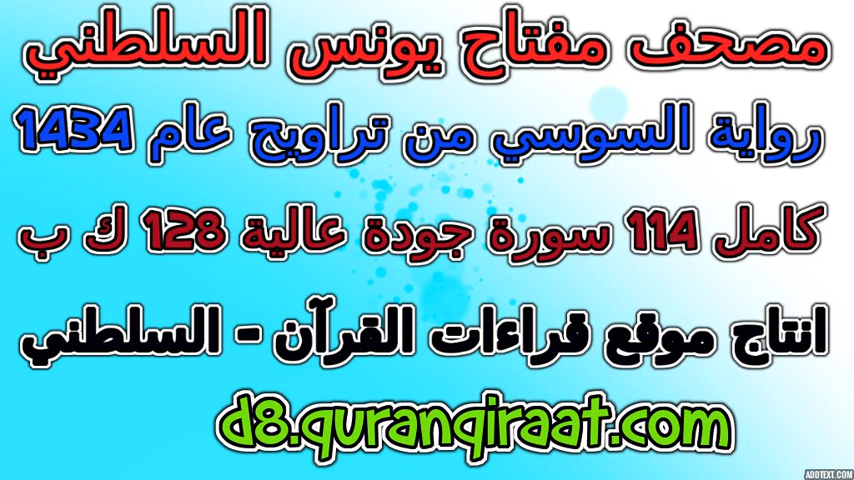 مصحف مفتاح يونس السلطني
رواية السوسي من تراويح عام 1434
كامل 114 سورة جودة عالية 128 ك ب
انتاج موقع قراءات القرآن - السلطني
d8.quranqiraat.com
ADDTEXT.COM